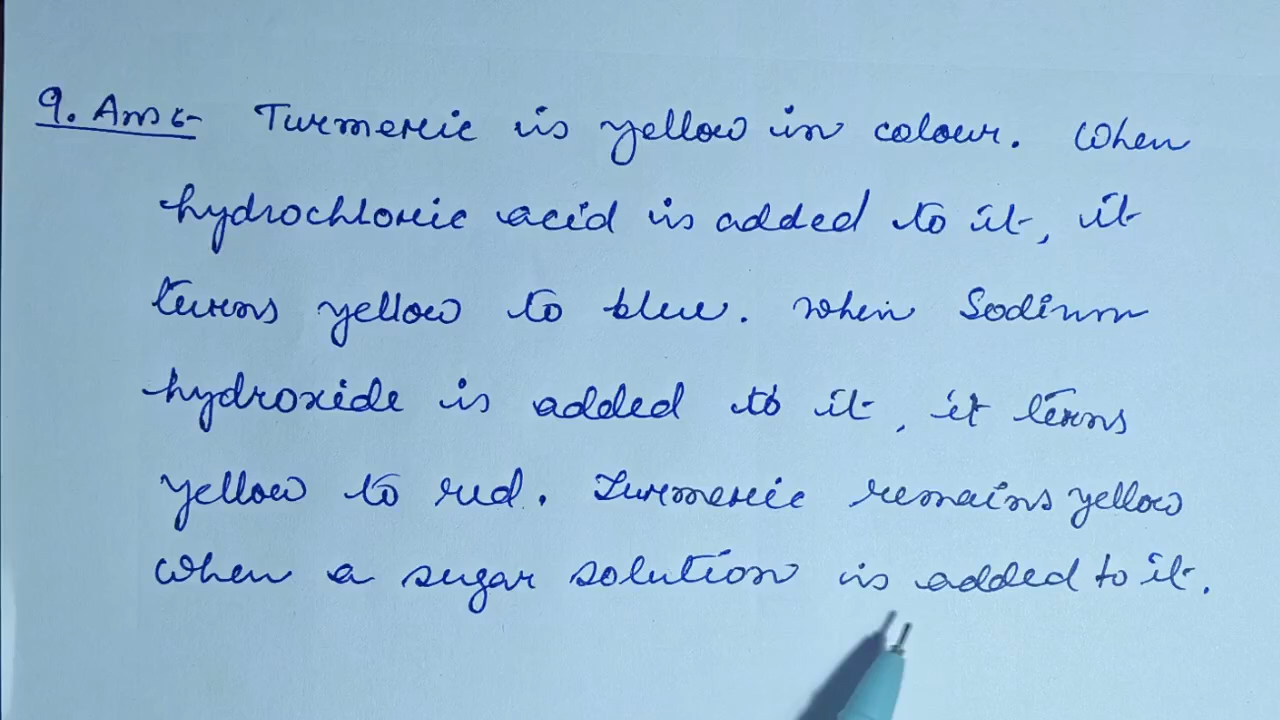 9. Ans:- Turmeric is yellow in colour. When
hydrochloric acid is added to it, it
turns yellow to blue. When Sodium
hydroxide is added to it, it turns
yellow to red. Turmeric remains yellow
when a sugar solution is added to it.